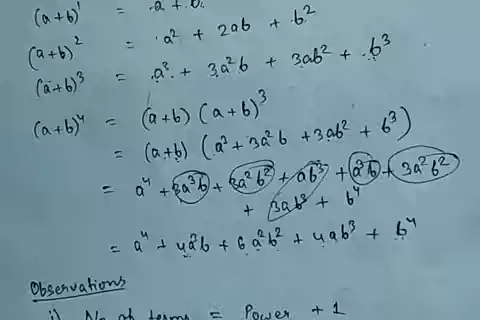 (a+b)¹ = a + b
(a+b)² = a² + 2ab + b²
(a+b)³ = a³ + 3a²b + 3ab² + b³
(a+b)⁴ = (a+b) (a+b)³
= (a+b) (a³ + 3a²b + 3ab² + b³)
= a⁴ + 3a³b + 3a²b² + ab³ + a³b + 3a²b²
+ 3ab³ + b⁴
= a⁴ + 4a³b + 6a²b² + 4ab³ + b⁴
Observations
i) No of terms = Power + 1